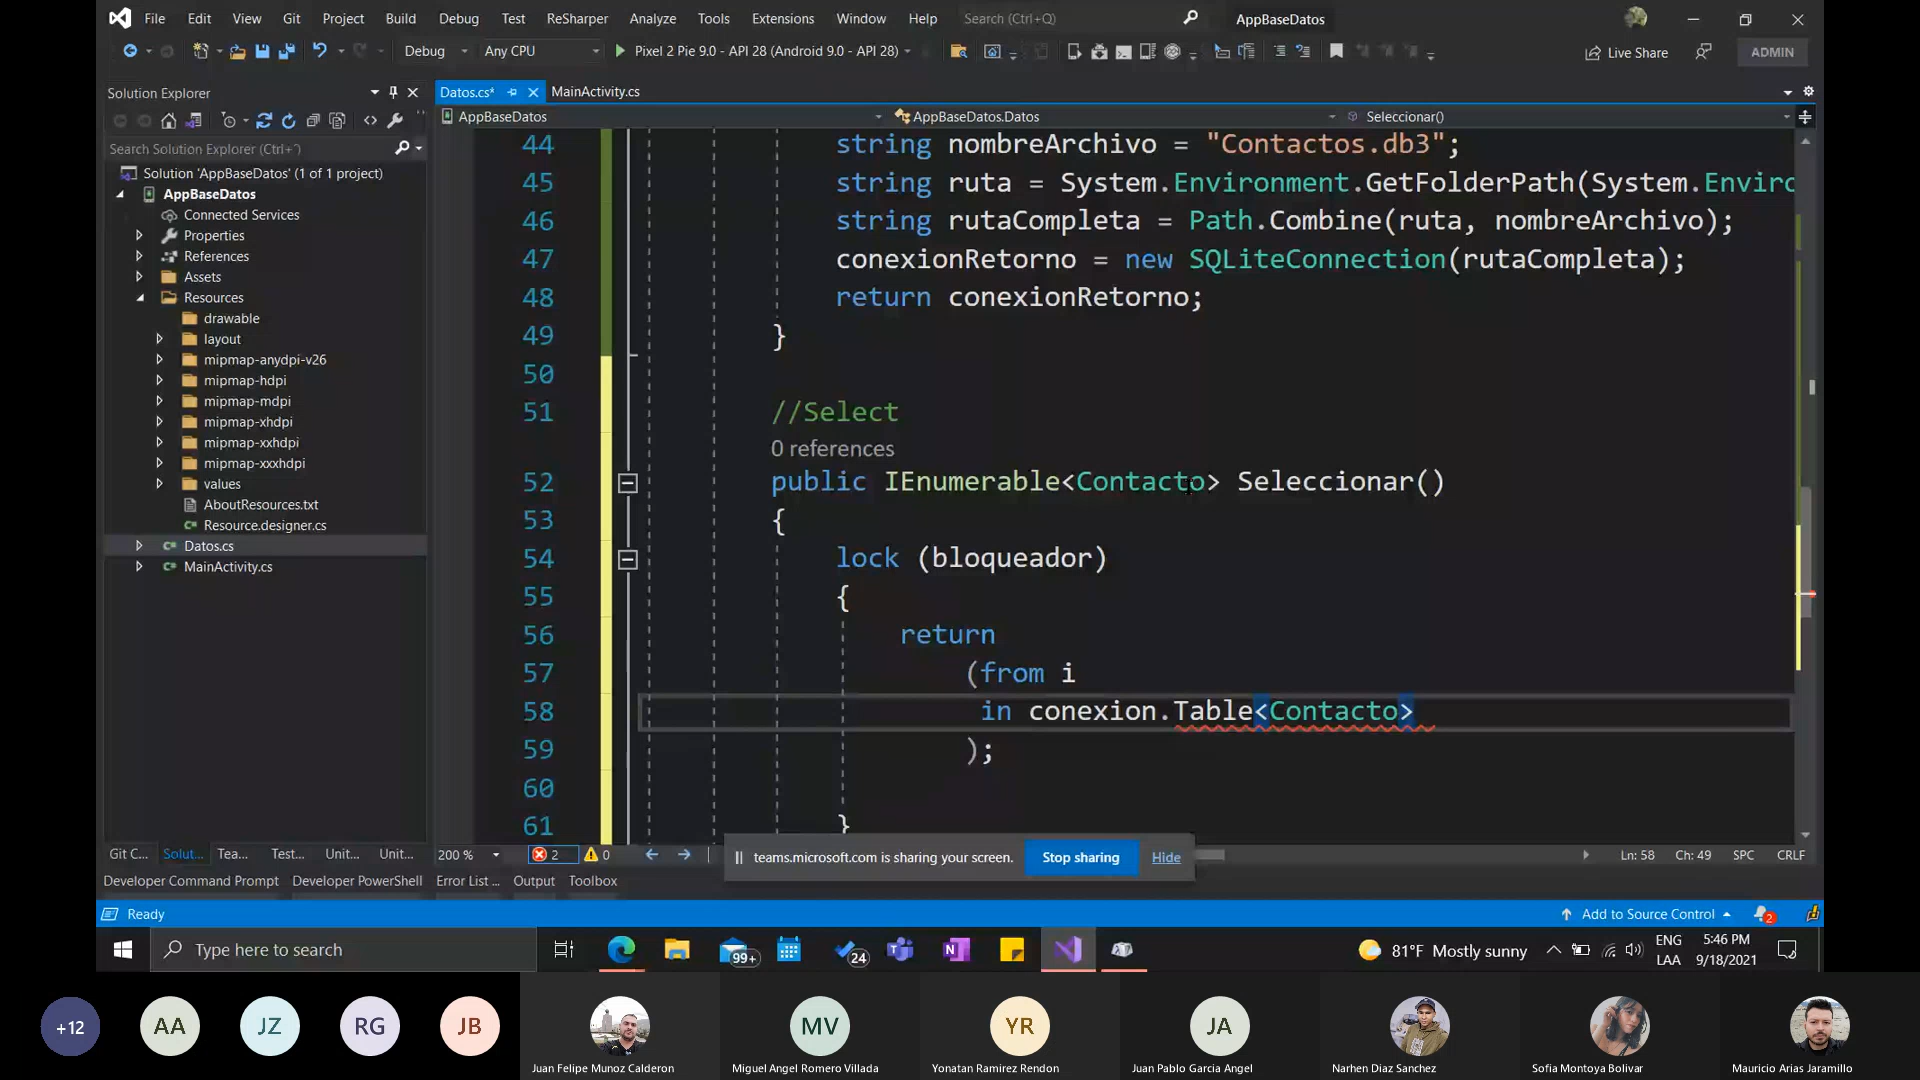 File Edit View Git Project Build Debug Test ReSharper Analyze Tools Extensions Window Help Search (Ctrl+Q) AppBaseDatos
Debug Any CPU Pixel 2 Pie 9.0 - API 28 (Android 9.0 - API 28) Live Share ADMIN
Solution Explorer
Datos.cs* MainActivity.cs
AppBaseDatos AppBaseDatos.Datos Seleccionar()
Search Solution Explorer (Ctrl+¨)
Solution 'AppBaseDatos' (1 of 1 project)
AppBaseDatos
Connected Services
Properties
References
Assets
Resources
drawable
layout
mipmap-anydpi-v26
mipmap-hdpi
mipmap-mdpi
mipmap-xhdpi
mipmap-xxhdpi
mipmap-xxxhdpi
values
AboutResources.txt
Resource.designer.cs
Datos.cs
MainActivity.cs
44 string nombreArchivo = "Contactos.db3";
45 string ruta = System.Environment.GetFolderPath(System.Enviro
46 string rutaCompleta = Path.Combine(ruta, nombreArchivo);
47 conexionRetorno = new SQLiteConnection(rutaCompleta);
48 return conexionRetorno;
49 }
50
51 //Select
0 references
52 public IEnumerable<Contacto> Seleccionar()
53 {
54 lock (bloqueador)
55 {
56 return
57 (from i
58 in conexion.Table<Contacto>
59 );
60
61 }
Git C... Solut... Tea... Test... Unit... Unit... 200 % 2 0 Ln: 58 Ch: 49 SPC CRLF
teams.microsoft.com is sharing your screen. Stop sharing Hide
Developer Command Prompt Developer PowerShell Error List ... Output Toolbox
Ready Add to Source Control 2
Type here to search 99+ 24 81°F Mostly sunny ENG LAA 5:46 PM 9/18/2021
+12 AA JZ RG JB MV YR JA
Juan Felipe Munoz Calderon Miguel Angel Romero Villada Yonatan Ramirez Rendon Juan Pablo Garcia Angel Narhen Diaz Sanchez Sofia Montoya Bolivar Mauricio Arias Jaramillo